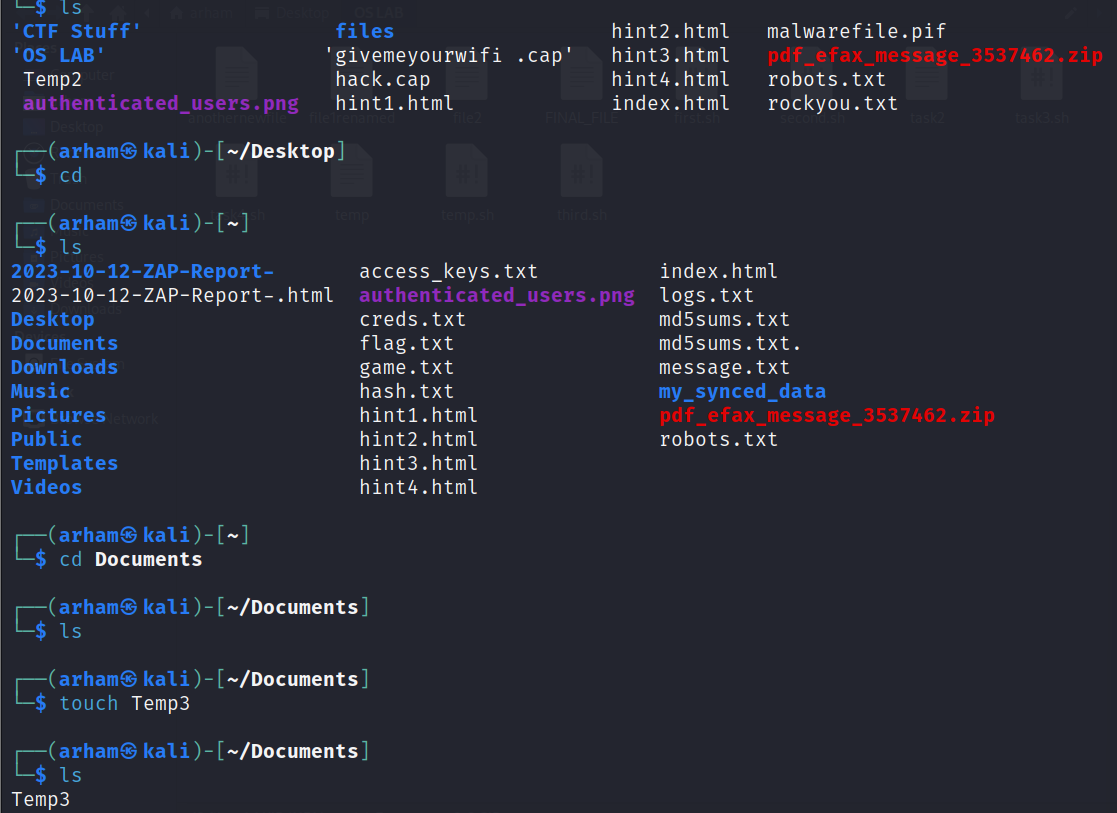 └─$ ls
'CTF Stuff' files hint2.html malwarefile.pif
'OS LAB' 'givemeyourwifi .cap' hint3.html pdf_efax_message_3537462.zip
Temp2 hack.cap hint4.html robots.txt
authenticated_users.png hint1.html index.html rockyou.txt
┌──(arham㉿kali)-[~/Desktop]
└─$ cd
┌──(arham㉿kali)-[~]
└─$ ls
2023-10-12-ZAP-Report- access_keys.txt index.html
2023-10-12-ZAP-Report-.html authenticated_users.png logs.txt
Desktop creds.txt md5sums.txt
Documents flag.txt md5sums.txt.
Downloads game.txt message.txt
Music hash.txt my_synced_data
Pictures hint1.html pdf_efax_message_3537462.zip
Public hint2.html robots.txt
Templates hint3.html
Videos hint4.html
┌──(arham㉿kali)-[~]
└─$ cd Documents
┌──(arham㉿kali)-[~/Documents]
└─$ ls
┌──(arham㉿kali)-[~/Documents]
└─$ touch Temp3
┌──(arham㉿kali)-[~/Documents]
└─$ ls
Temp3